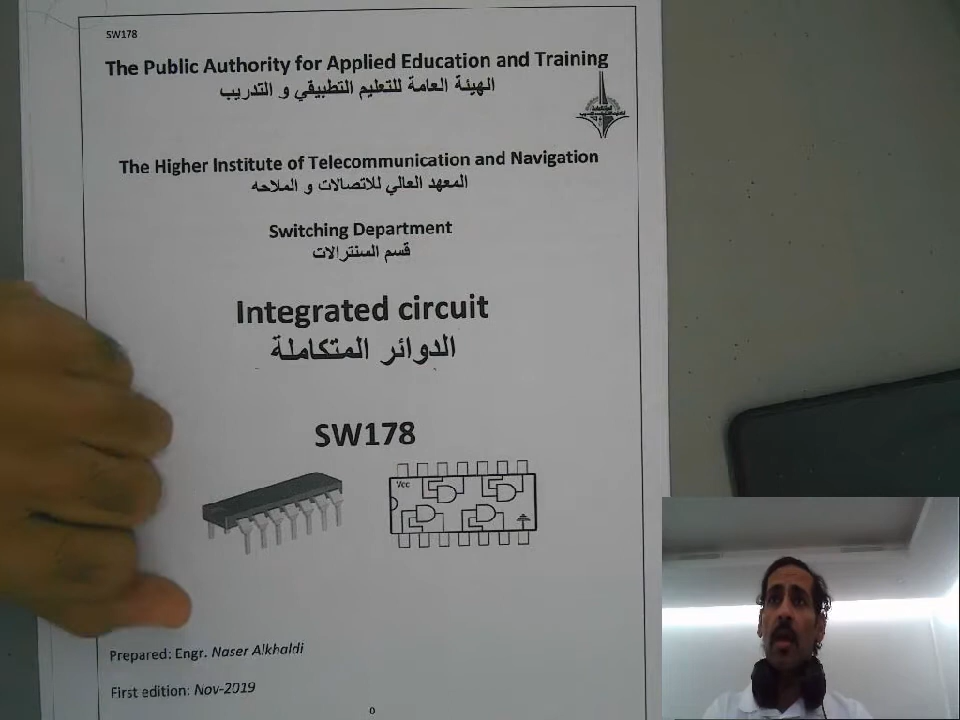 SW178
The Public Authority for Applied Education and Training
الهيئة العامة للتعليم التطبيقي و التدريب
The Higher Institute of Telecommunication and Navigation
المعهد العالي للاتصالات و الملاحه
Switching Department
قسم السنترالات
Integrated circuit
الدوائر المتكاملة
SW178
Vcc
Prepared: Engr. Naser Alkhaldi
First edition: Nov-2019
0